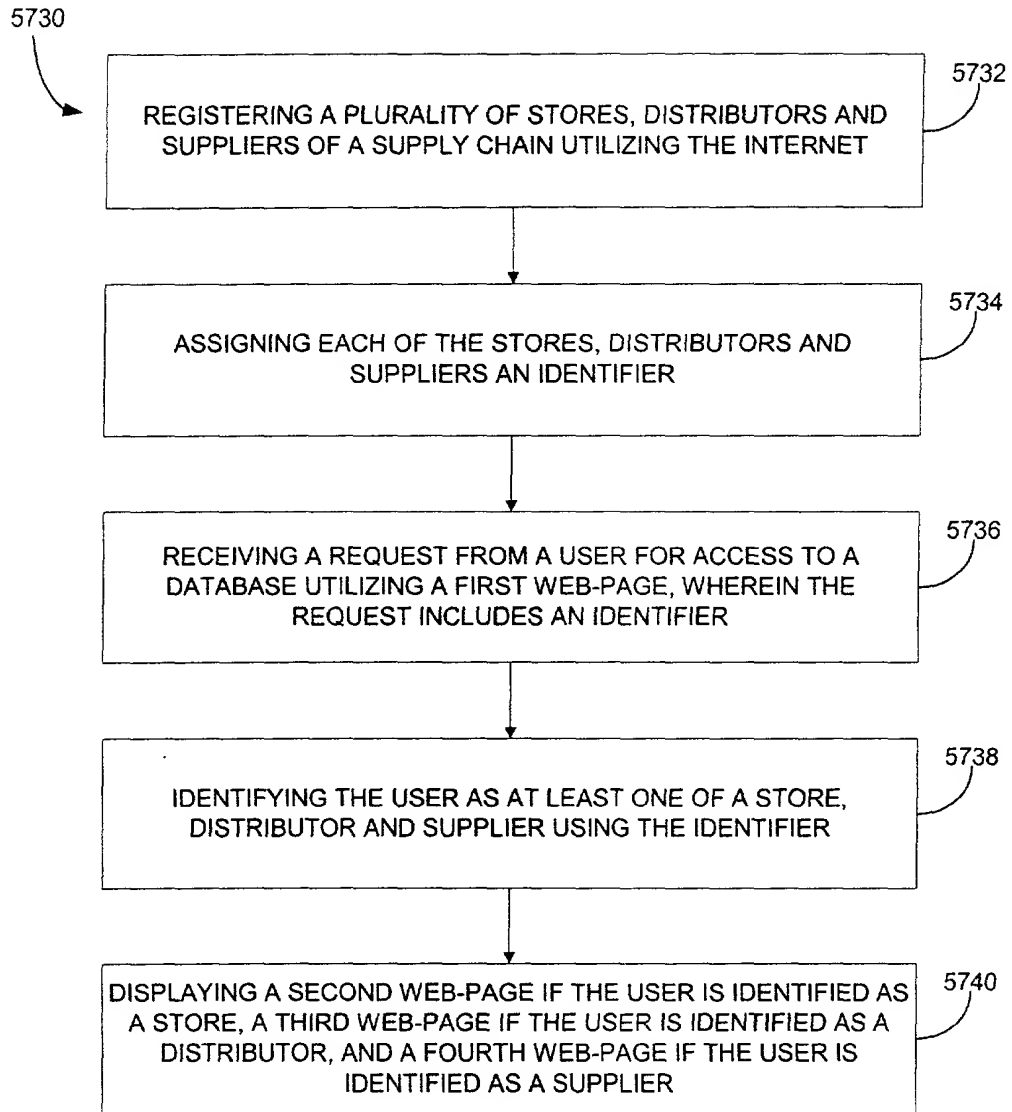 5730
5732
REGISTERING A PLURALITY OF STORES, DISTRIBUTORS AND
SUPPLIERS OF A SUPPLY CHAIN UTILIZING THE INTERNET
5734
ASSIGNING EACH OF THE STORES, DISTRIBUTORS AND
SUPPLIERS AN IDENTIFIER
5736
RECEIVING A REQUEST FROM A USER FOR ACCESS TO A
DATABASE UTILIZING A FIRST WEB-PAGE, WHEREIN THE
REQUEST INCLUDES AN IDENTIFIER
5738
IDENTIFYING THE USER AS AT LEAST ONE OF A STORE,
DISTRIBUTOR AND SUPPLIER USING THE IDENTIFIER
5740
DISPLAYING A SECOND WEB-PAGE IF THE USER IS IDENTIFIED AS
A STORE, A THIRD WEB-PAGE IF THE USER IS IDENTIFIED AS A
DISTRIBUTOR, AND A FOURTH WEB-PAGE IF THE USER IS
IDENTIFIED AS A SUPPLIER